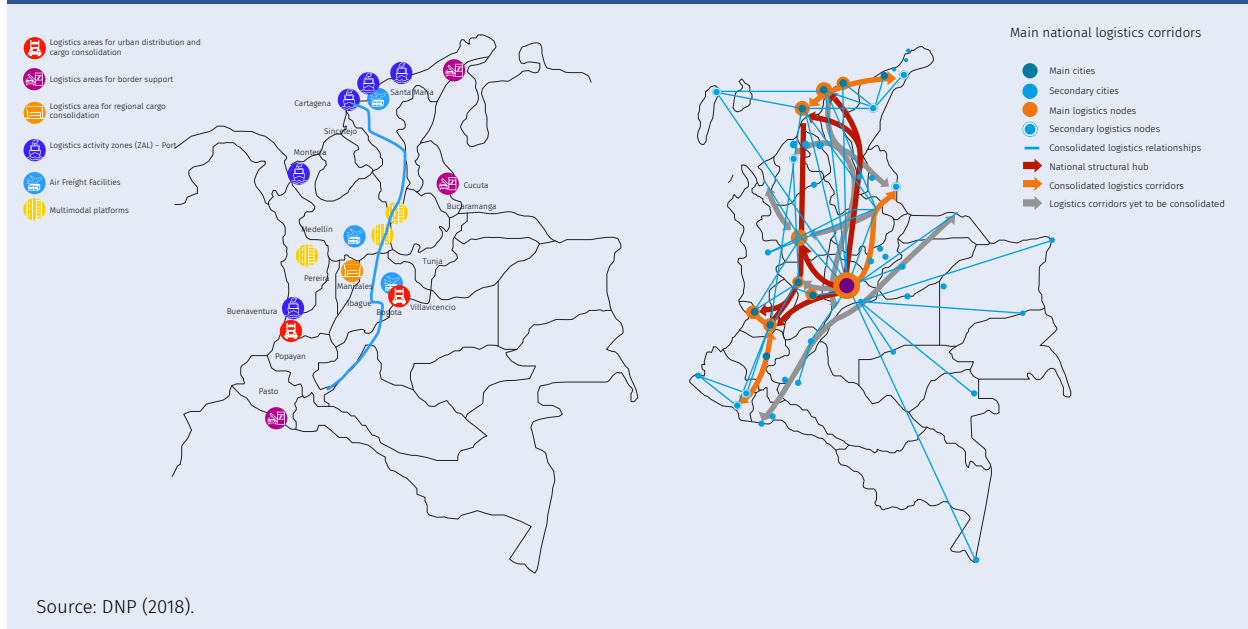 Logistics areas for urban distribution and
cargo consolidation
Logistics areas for border support
Logistics area for regional cargo
consolidation
Logistics activity zones (ZAL) – Port
Air Freight Facilities
Multimodal platforms
Santa Maria
Cartagena
Sincelejo
Monteria
Cucuta
Bucaramanga
Medellin
Tunja
Pereira
Manizales
Ibague
Buenaventura
Bogota
Villavicencio
Popayan
Pasto
Main national logistics corridors
Main cities
Secondary cities
Main logistics nodes
Secondary logistics nodes
Consolidated logistics relationships
National structural hub
Consolidated logistics corridors
Logistics corridors yet to be consolidated
Source: DNP (2018).